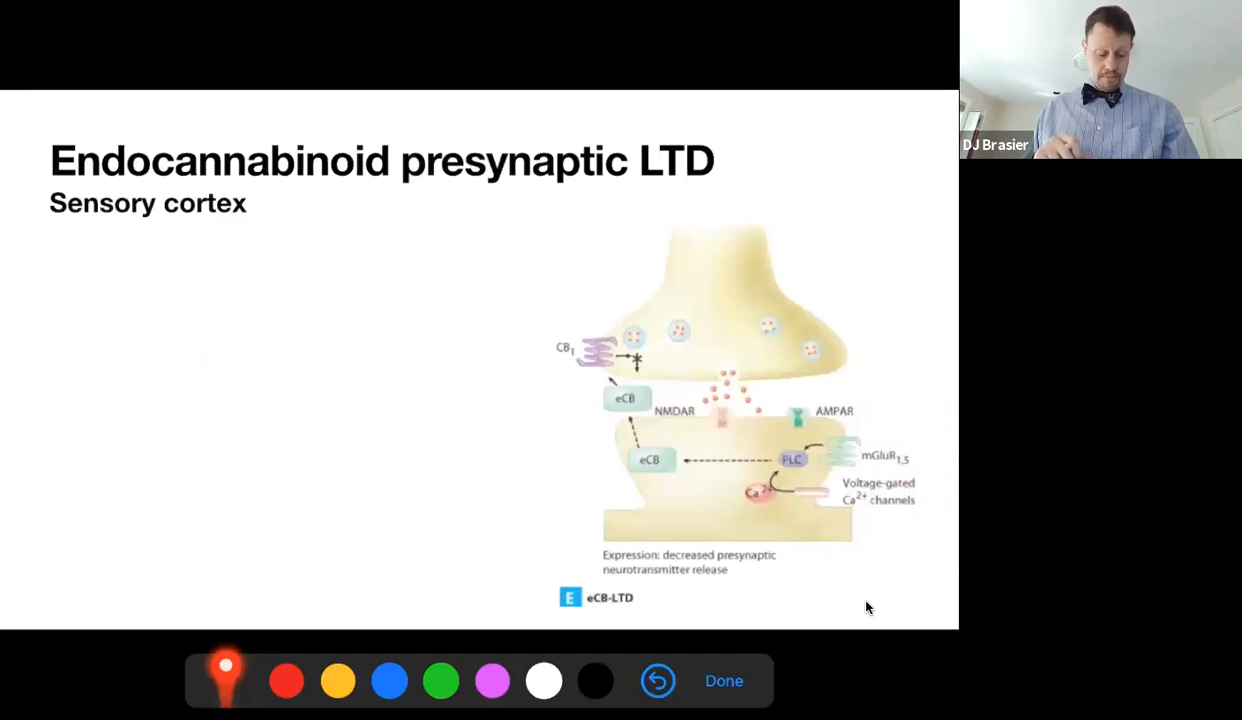 Endocannabinoid presynaptic LTD
Sensory cortex
DJ Brasier
CB1
eCB
NMDAR
AMPAR
eCB
PLC
mGluR1,5
Ca2+
Voltage-gated
Ca2+ channels
Expression: decreased presynaptic
neurotransmitter release
E eCB-LTD
Done